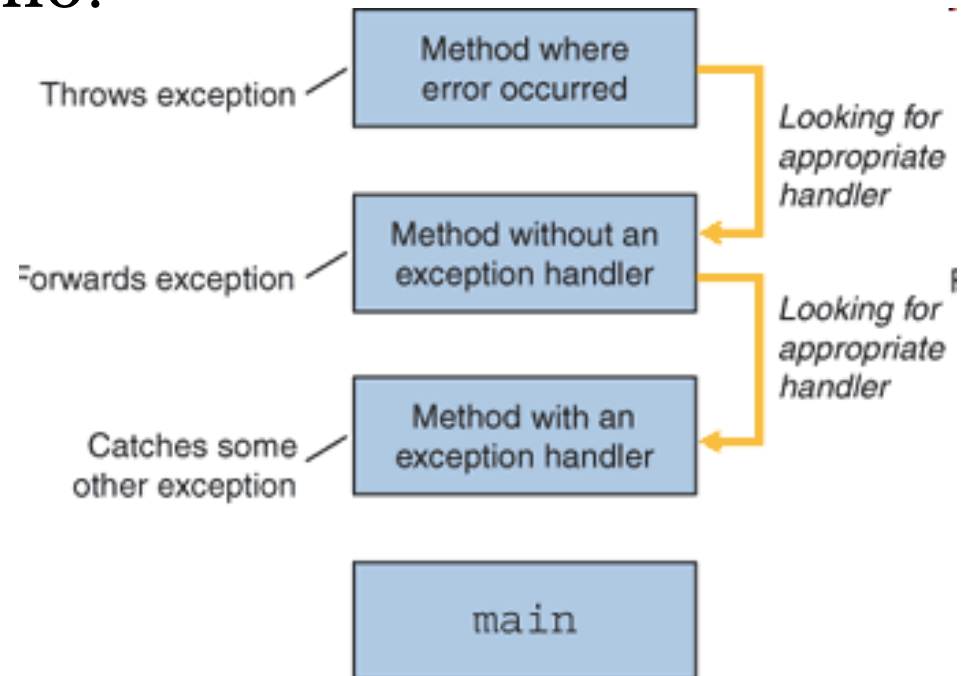 Throws exception
Method where
error occurred
Looking for
appropriate
handler
Forwards exception
Method without an
exception handler
Looking for
appropriate
handler
Catches some
other exception
Method with an
exception handler
main